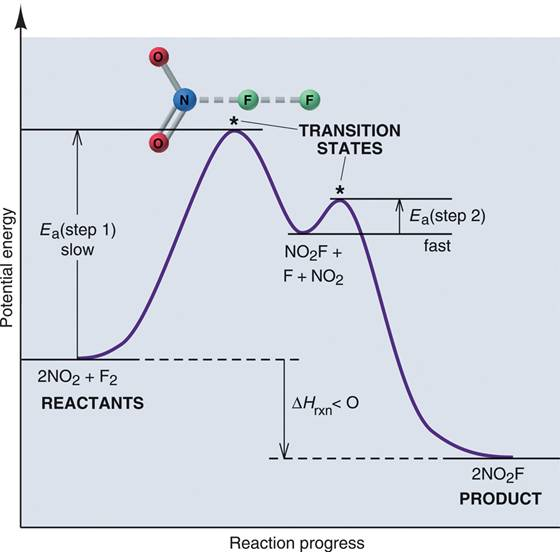 O
N
F
F
O
*
TRANSITION
STATES
*
Ea(step 1)
slow
Ea(step 2)
fast
NO2F +
F + NO2
Potential energy
2NO2 + F2
REACTANTS
ΔHrxn< O
2NO2F
PRODUCT
Reaction progress